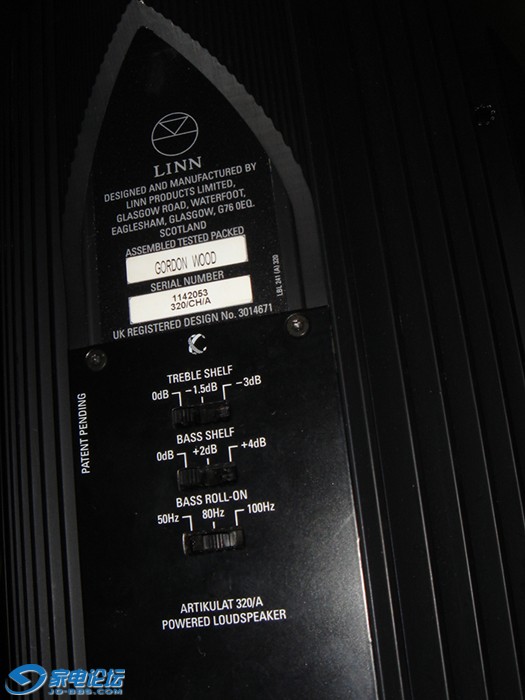 LINN
DESIGNED AND MANUFACTURED BY
LINN PRODUCTS LIMITED,
GLASGOW ROAD, WATERFOOT,
EAGLESHAM, GLASGOW, G76 0EQ.
SCOTLAND
ASSEMBLED TESTED PACKED
GORDON WOOD
SERIAL NUMBER
1142053
320/CH/A
LBL 241 (A) 320
UK REGISTERED DESIGN No. 3014671
PATENT PENDING
TREBLE SHELF
0dB -1.5dB -3dB
BASS SHELF
0dB +2dB +4dB
BASS ROLL-ON
50Hz 80Hz 100Hz
ARTIKULAT 320/A
POWERED LOUDSPEAKER
家电论坛
JD-BBS.COM